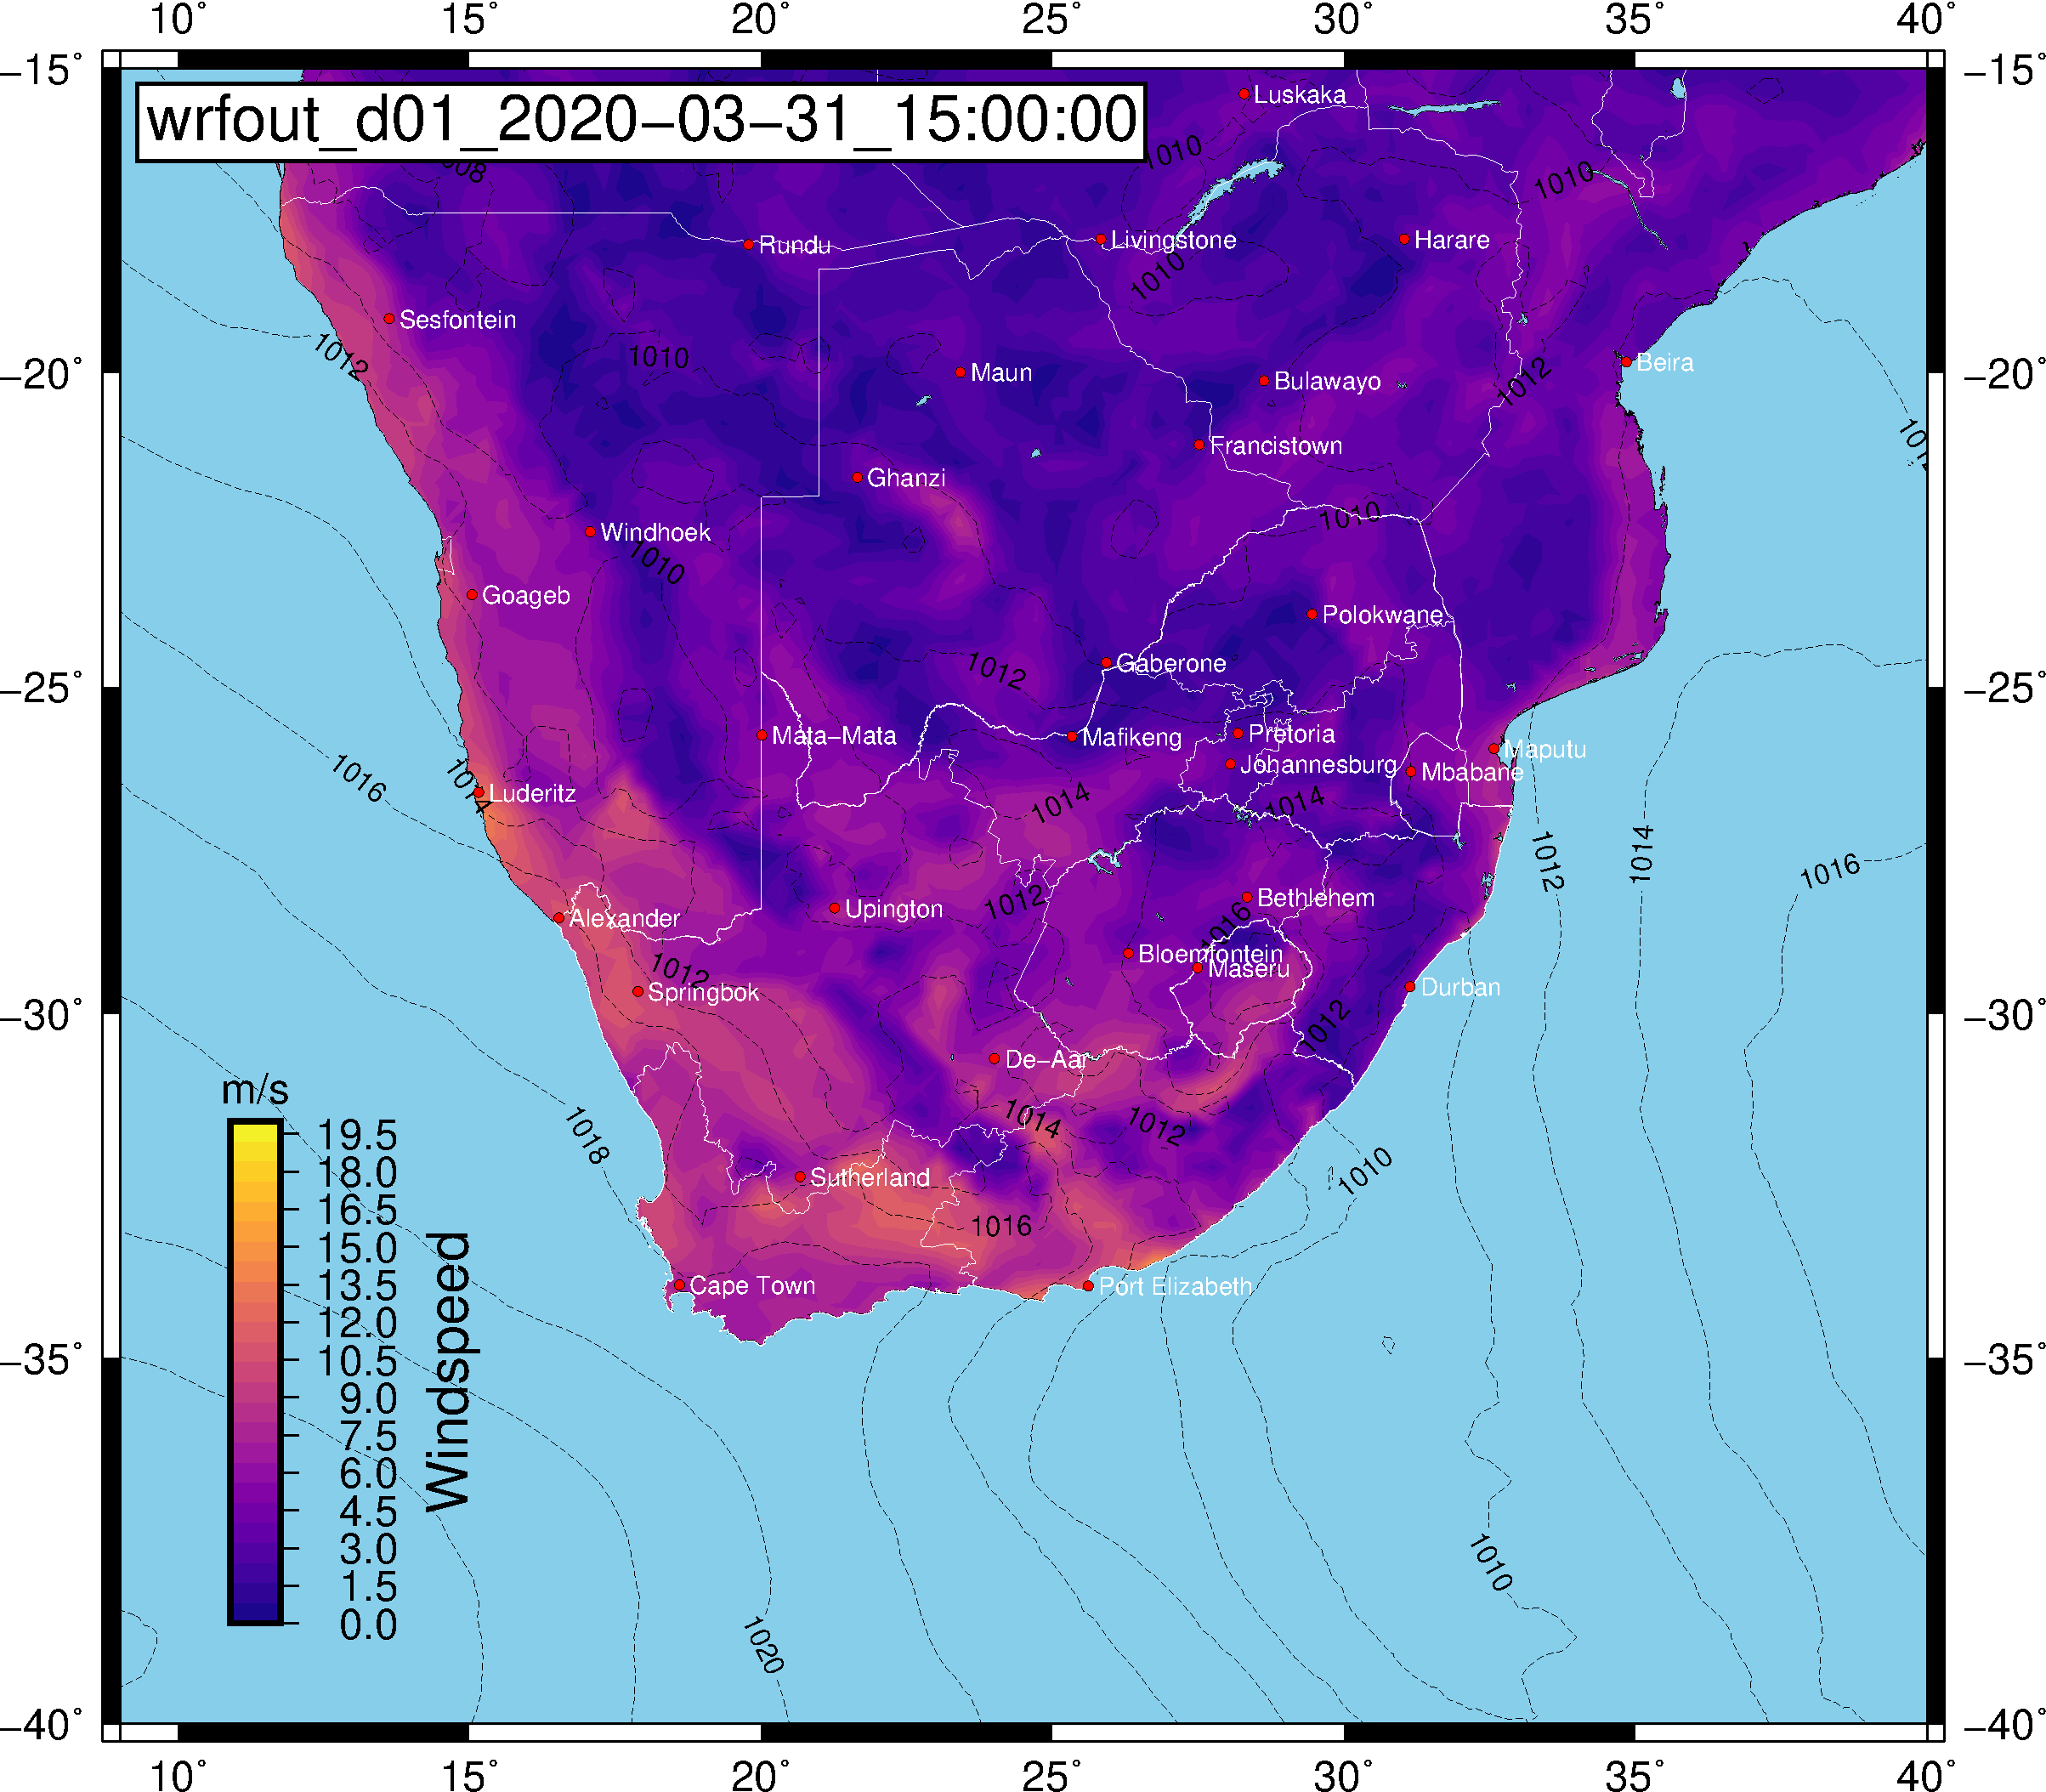 10° 15° 20° 25° 30° 35° 40°
−15° −15°
wrfout_d01_2020−03−31_15:00:00
Luskaka
1010
1010
Rundu
Livingstone
Harare
1010
Sesfontein
1012
1010
Maun
Bulawayo
1012
Beira
−20° −20°
Francistown
Ghanzi
1010
Windhoek
1010
Goageb
Polokwane
1012
Gaberone
−25° −25°
Mata−Mata
Mafikeng
Pretoria
Johannesburg
Mbabane
Maputu
1016
1014
Luderitz
1014
1014
1012
1014
1016
Alexander
Upington
1012
Bethlehem
1016
Bloemfontein
Maseru
1012
Springbok
Durban
−30° −30°
1012
De−Aar
1014
1012
1018
1010
Sutherland
1016
Cape Town
Port Elizabeth
m/s
19.5
18.0
16.5
15.0
13.5
12.0
10.5
9.0
7.5
6.0
4.5
3.0
1.5
0.0
Windspeed
−35° −35°
1010
1020
−40° −40°
10° 15° 20° 25° 30° 35° 40°